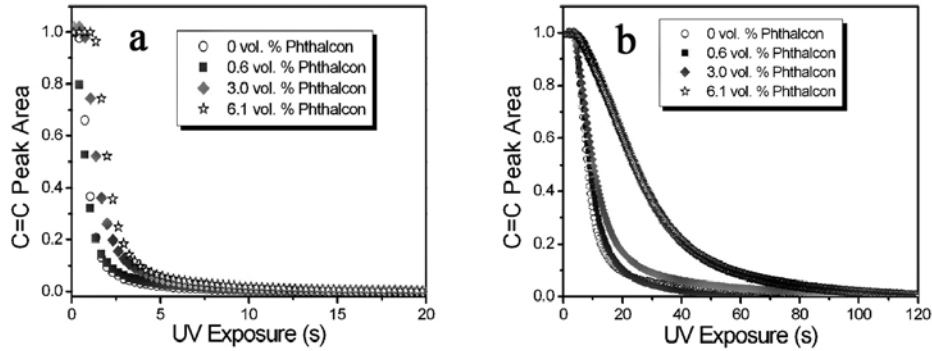 a
0 vol. % Phthalcon
0.6 vol. % Phthalcon
3.0 vol. % Phthalcon
6.1 vol. % Phthalcon
C=C Peak Area
1.0
0.8
0.6
0.4
0.2
0.0
0 5 10 15 20
UV Exposure (s)
b
0 vol. % Phthalcon
0.6 vol. % Phthalcon
3.0 vol. % Phthalcon
6.1 vol. % Phthalcon
C=C Peak Area
1.0
0.8
0.6
0.4
0.2
0.0
0 20 40 60 80 100 120
UV Exposure (s)